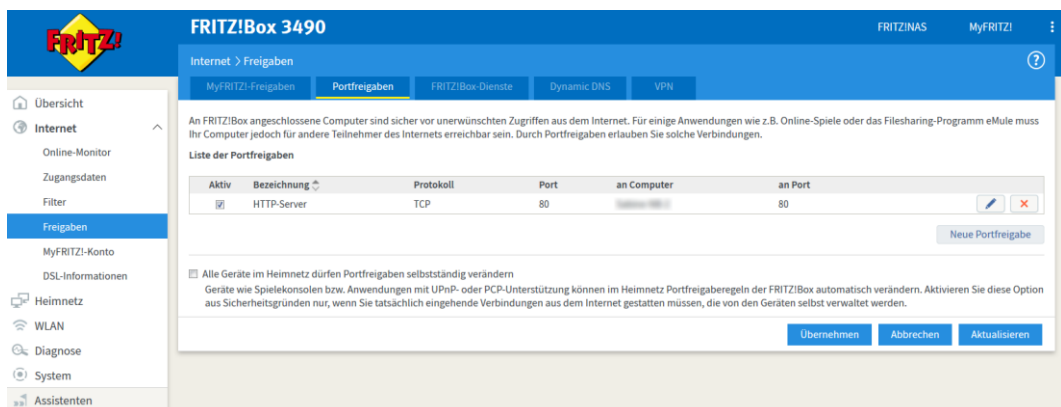 FRITZ!
FRITZ!Box 3490
FRITZ!NAS
MyFRITZ!
Internet > Freigaben
MyFRITZ!-Freigaben
Portfreigaben
FRITZ!Box-Dienste
Dynamic DNS
VPN
Übersicht
Internet
Online-Monitor
Zugangsdaten
Filter
Freigaben
MyFRITZ!-Konto
DSL-Informationen
Heimnetz
WLAN
Diagnose
System
Assistenten
An FRITZ!Box angeschlossene Computer sind sicher vor unerwünschten Zugriffen aus dem Internet. Für einige Anwendungen wie z.B. Online-Spiele oder das Filesharing-Programm eMule muss
Ihr Computer jedoch für andere Teilnehmer des Internets erreichbar sein. Durch Portfreigaben erlauben Sie solche Verbindungen.
Liste der Portfreigaben
Aktiv Bezeichnung Protokoll Port an Computer an Port
HTTP-Server TCP 80 80
Neue Portfreigabe
Alle Geräte im Heimnetz dürfen Portfreigaben selbstständig verändern
Geräte wie Spielekonsolen bzw. Anwendungen mit UPnP- oder PCP-Unterstützung können im Heimnetz Portfreigaberegeln der FRITZ!Box automatisch verändern. Aktivieren Sie diese Option
aus Sicherheitsgründen nur, wenn Sie tatsächlich eingehende Verbindungen aus dem Internet gestatten müssen, die von den Geräten selbst verwaltet werden.
Übernehmen
Abbrechen
Aktualisieren